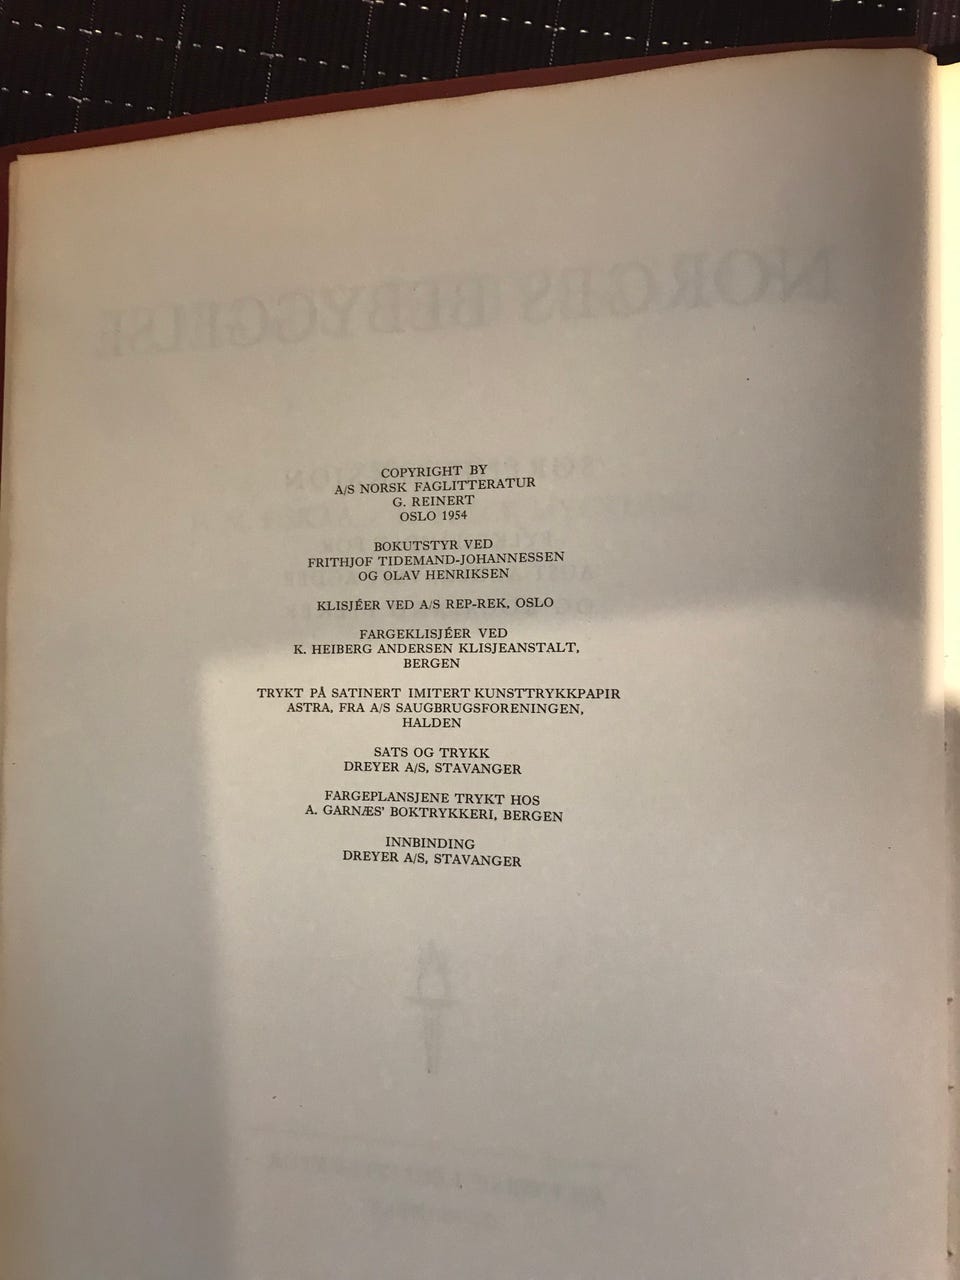 NORGES BEBYGGELSE
COPYRIGHT BY
A/S NORSK FAGLITTERATUR
G. REINERT
OSLO 1954
BOKUTSTYR VED
FRITHJOF TIDEMAND-JOHANNESSEN
OG OLAV HENRIKSEN
KLISJÉER VED A/S REP-REK, OSLO
FARGEKLISJÉER VED
K. HEIBERG ANDERSEN KLISJEANSTALT,
BERGEN
TRYKT PÅ SATINERT IMITERT KUNSTTRYKKPAPIR
ASTRA, FRA A/S SAUGBRUGSFORENINGEN,
HALDEN
SATS OG TRYKK
DREYER A/S, STAVANGER
FARGEPLANSJENE TRYKT HOS
A. GARNÆS' BOKTRYKKERI, BERGEN
INNBINDING
DREYER A/S, STAVANGER